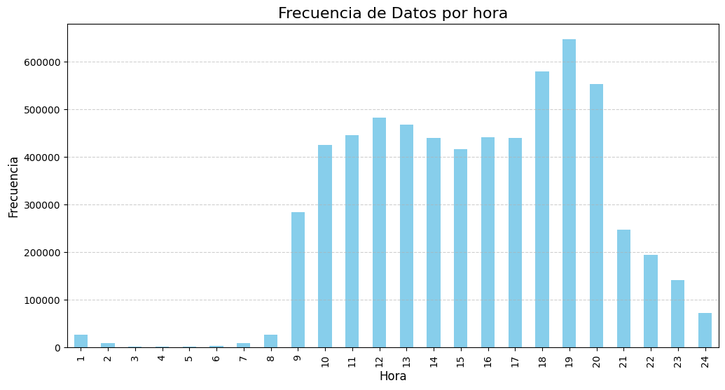 Frecuencia de Datos por hora
Frecuencia
600000
500000
400000
300000
200000
100000
0
1 2 3 4 5 6 7 8 9 10 11 12 13 14 15 16 17 18 19 20 21 22 23 24
Hora